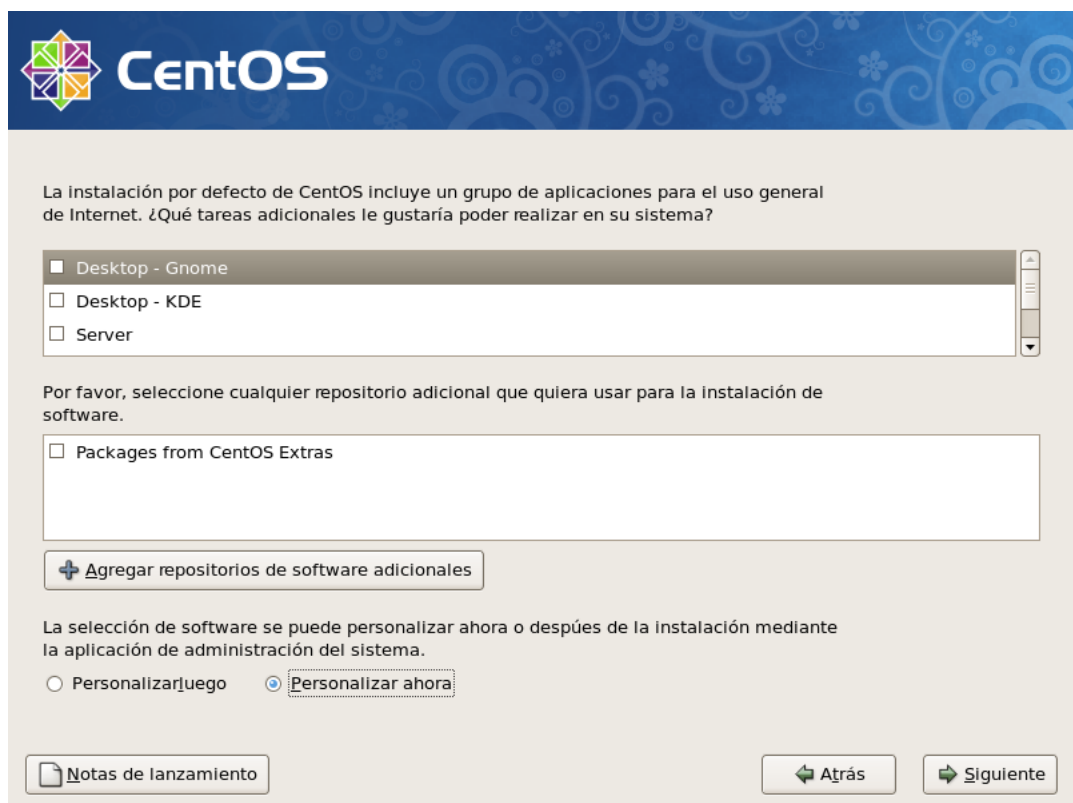 CentOS
La instalación por defecto de CentOS incluye un grupo de aplicaciones para el uso general
de Internet. ¿Qué tareas adicionales le gustaría poder realizar en su sistema?
Desktop - Gnome
Desktop - KDE
Server
Por favor, seleccione cualquier repositorio adicional que quiera usar para la instalación de
software.
Packages from CentOS Extras
Agregar repositorios de software adicionales
La selección de software se puede personalizar ahora o despúes de la instalación mediante
la aplicación de administración del sistema.
Personalizarluego Personalizar ahora
Notas de lanzamiento Atrás Siguiente